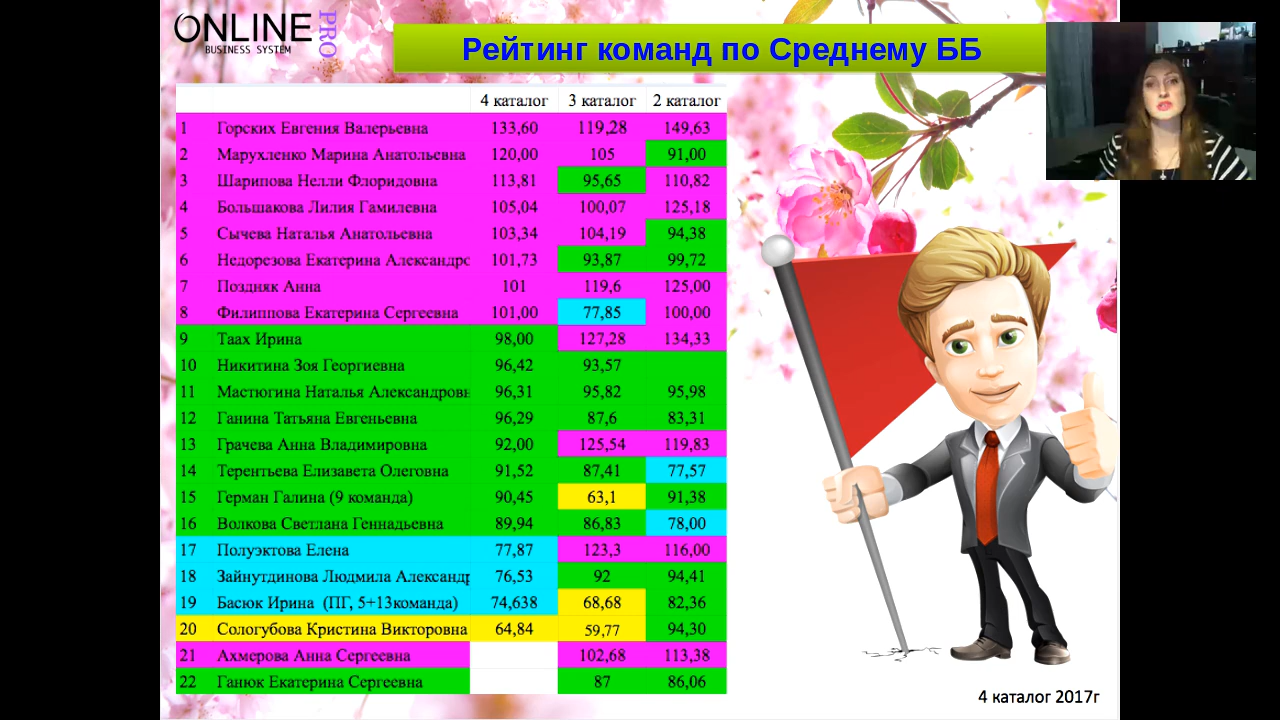 ONLINE PRO
BUSINESS SYSTEM
Рейтинг команд по Среднему ББ
4 каталог 3 каталог 2 каталог
1 Горских Евгения Валерьевна 133,60 119,28 149,63
2 Марухленко Марина Анатольевна 120,00 105 91,00
3 Шарипова Нелли Флоридовна 113,81 95,65 110,82
4 Большакова Лилия Гамилевна 105,04 100,07 125,18
5 Сычева Наталья Анатольевна 103,34 104,19 94,38
6 Недорезова Екатерина Александро 101,73 93,87 99,72
7 Поздняк Анна 101 119,6 125,00
8 Филиппова Екатерина Сергеевна 101,00 77,85 100,00
9 Таах Ирина 98,00 127,28 134,33
10 Никитина Зоя Георгиевна 96,42 93,57
11 Мастюгина Наталья Александровн 96,31 95,82 95,98
12 Ганина Татьяна Евгеньевна 96,29 87,6 83,31
13 Грачева Анна Владимировна 92,00 125,54 119,83
14 Терентьева Елизавета Олеговна 91,52 87,41 77,57
15 Герман Галина (9 команда) 90,45 63,1 91,38
16 Волкова Светлана Геннадьевна 89,94 86,83 78,00
17 Полуэктова Елена 77,87 123,3 116,00
18 Зайнутдинова Людмила Александр 76,53 92 94,41
19 Басюк Ирина (ПГ, 5+13команда) 74,638 68,68 82,36
20 Сологубова Кристина Викторовна 64,84 59,77 94,30
21 Ахмерова Анна Сергеевна 102,68 113,38
22 Ганюк Екатерина Сергеевна 87 86,06
4 каталог 2017г